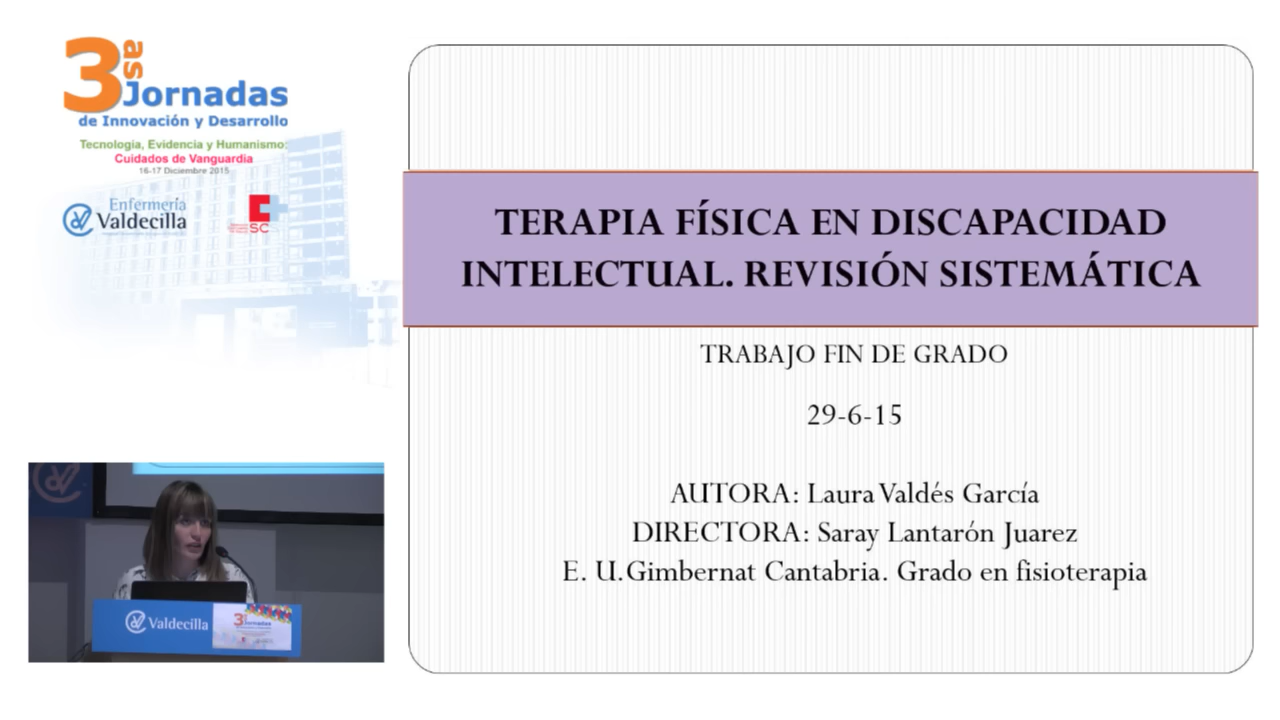 3as
Jornadas
de Innovación y Desarrollo
Tecnología, Evidencia y Humanismo:
Cuidados de Vanguardia
16-17 Diciembre 2015
Enfermería
Valdecilla
SC
TERAPIA FÍSICA EN DISCAPACIDAD
INTELECTUAL. REVISIÓN SISTEMÁTICA
TRABAJO FIN DE GRADO
29-6-15
AUTORA: Laura Valdés García
DIRECTORA: Saray Lantarón Juarez
E. U.Gimbernat Cantabria. Grado en fisioterapia
Valdecilla
3as
Jornadas